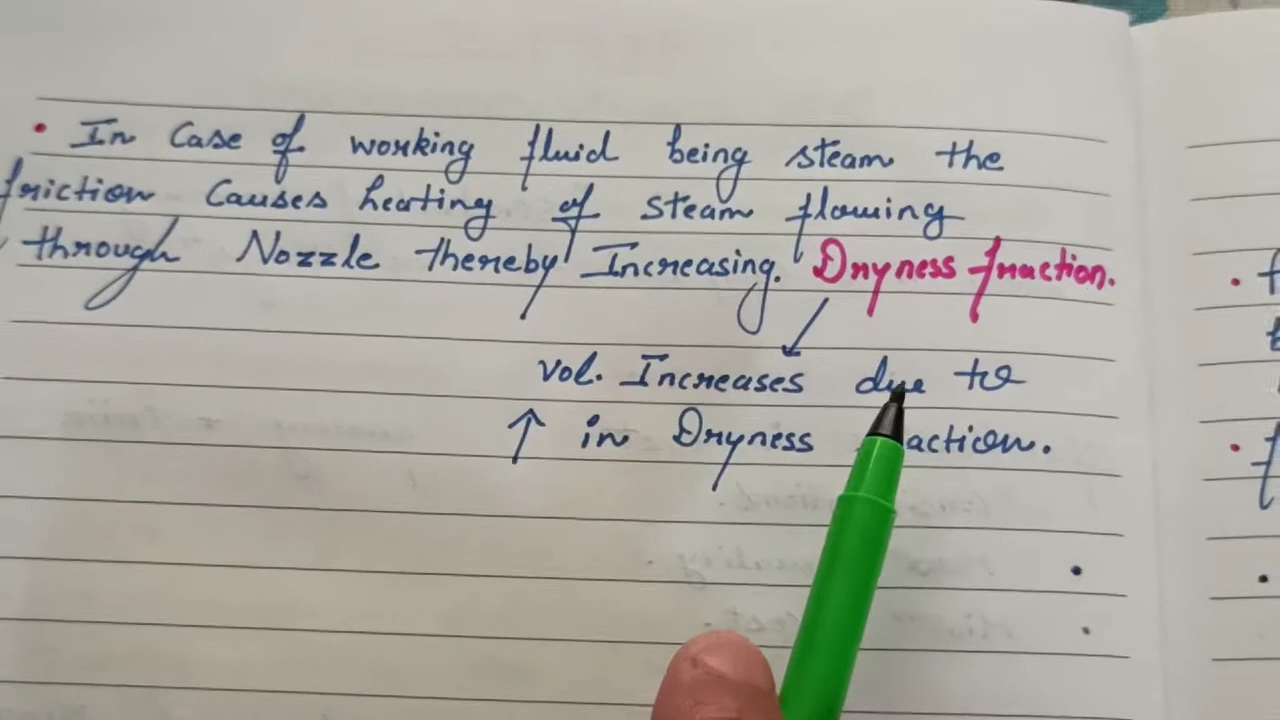 • In Case of working fluid being steam the
friction Causes heating of steam flowing
through Nozzle thereby Increasing. Dryness fraction.
vol. Increases due to
↑ in Dryness action.